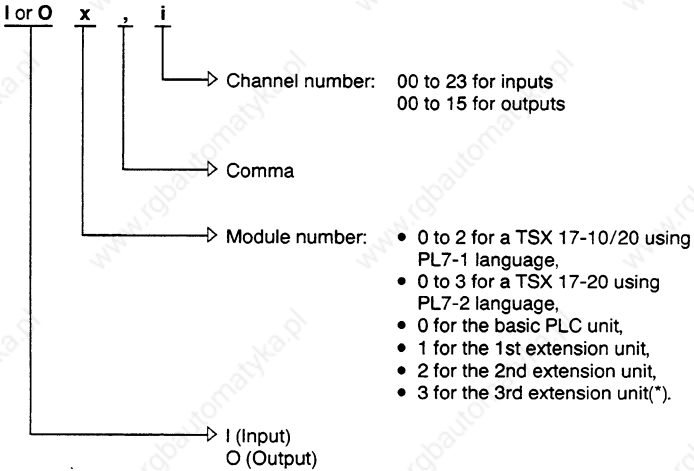 I or O x , i
Channel number: 00 to 23 for inputs
00 to 15 for outputs
Comma
Module number: • 0 to 2 for a TSX 17-10/20 using
PL7-1 language,
• 0 to 3 for a TSX 17-20 using
PL7-2 language,
• 0 for the basic PLC unit,
• 1 for the 1st extension unit,
• 2 for the 2nd extension unit,
• 3 for the 3rd extension unit(*).
I (Input)
O (Output)
www.rgbautomatyka.pl